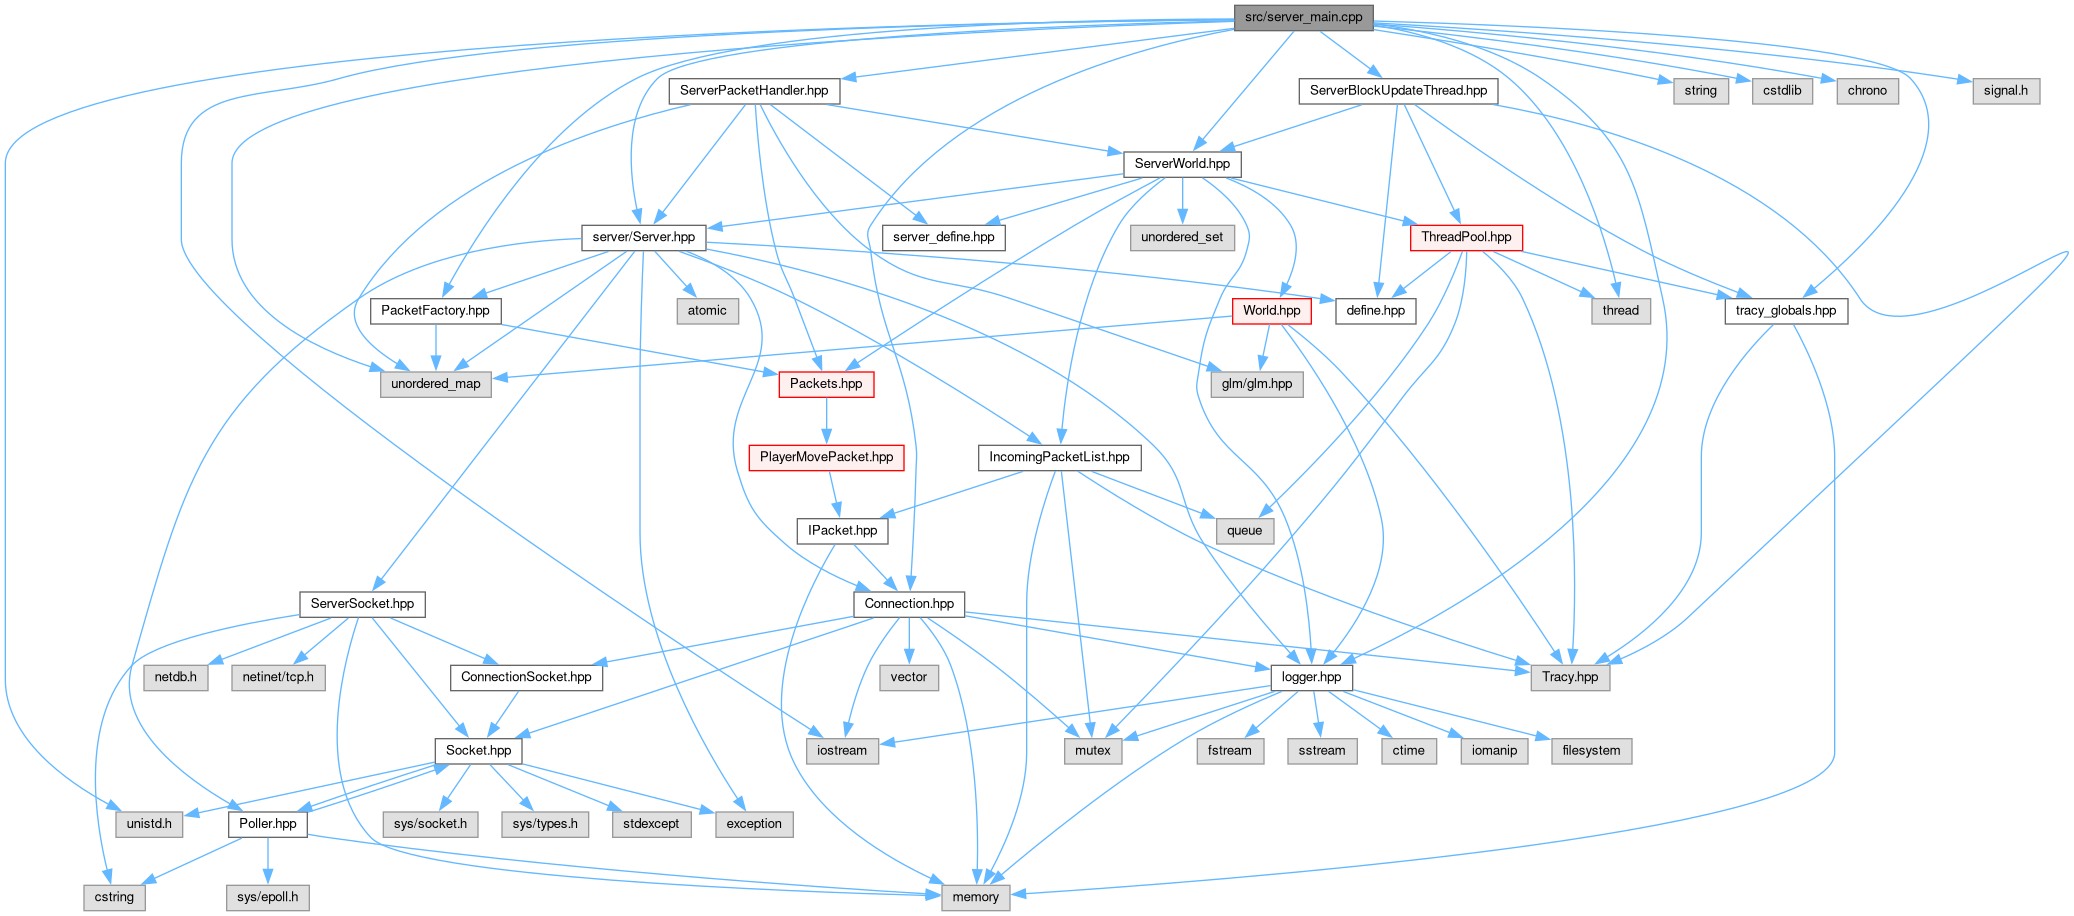 src/server_main.cpp
ServerPacketHandler.hpp
ServerBlockUpdateThread.hpp
string
cstdlib
chrono
signal.h
ServerWorld.hpp
server/Server.hpp
server_define.hpp
unordered_set
ThreadPool.hpp
PacketFactory.hpp
atomic
World.hpp
define.hpp
thread
tracy_globals.hpp
unordered_map
Packets.hpp
glm/glm.hpp
PlayerMovePacket.hpp
IncomingPacketList.hpp
IPacket.hpp
queue
ServerSocket.hpp
Connection.hpp
netdb.h
netinet/tcp.h
ConnectionSocket.hpp
vector
logger.hpp
Tracy.hpp
Socket.hpp
iostream
mutex
fstream
sstream
ctime
iomanip
filesystem
unistd.h
Poller.hpp
sys/socket.h
sys/types.h
stdexcept
exception
cstring
sys/epoll.h
memory